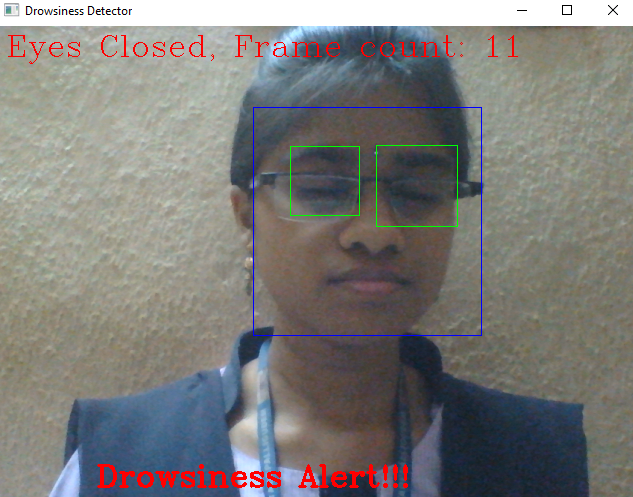 Drowsiness Detector
Eyes Closed, Frame count: 11
Drowsiness Alert!!!